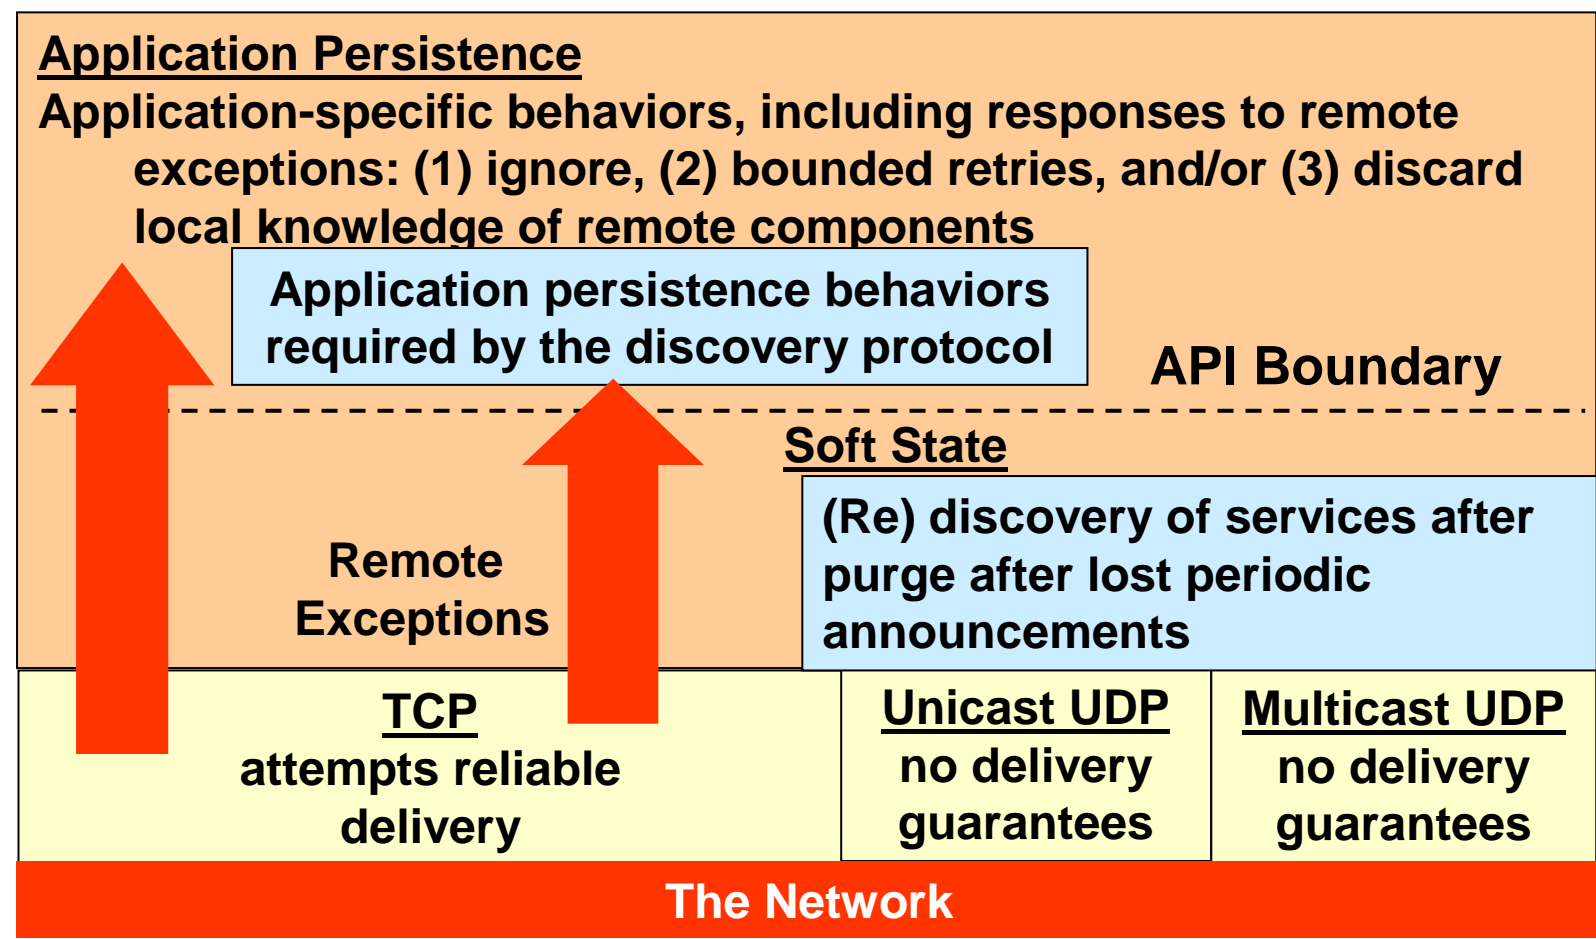 Application Persistence
Application-specific behaviors, including responses to remote
exceptions: (1) ignore, (2) bounded retries, and/or (3) discard
local knowledge of remote components
Application persistence behaviors
required by the discovery protocol
API Boundary
Soft State
(Re) discovery of services after
purge after lost periodic
announcements
Remote
Exceptions
TCP
attempts reliable
delivery
Unicast UDP
no delivery
guarantees
Multicast UDP
no delivery
guarantees
The Network